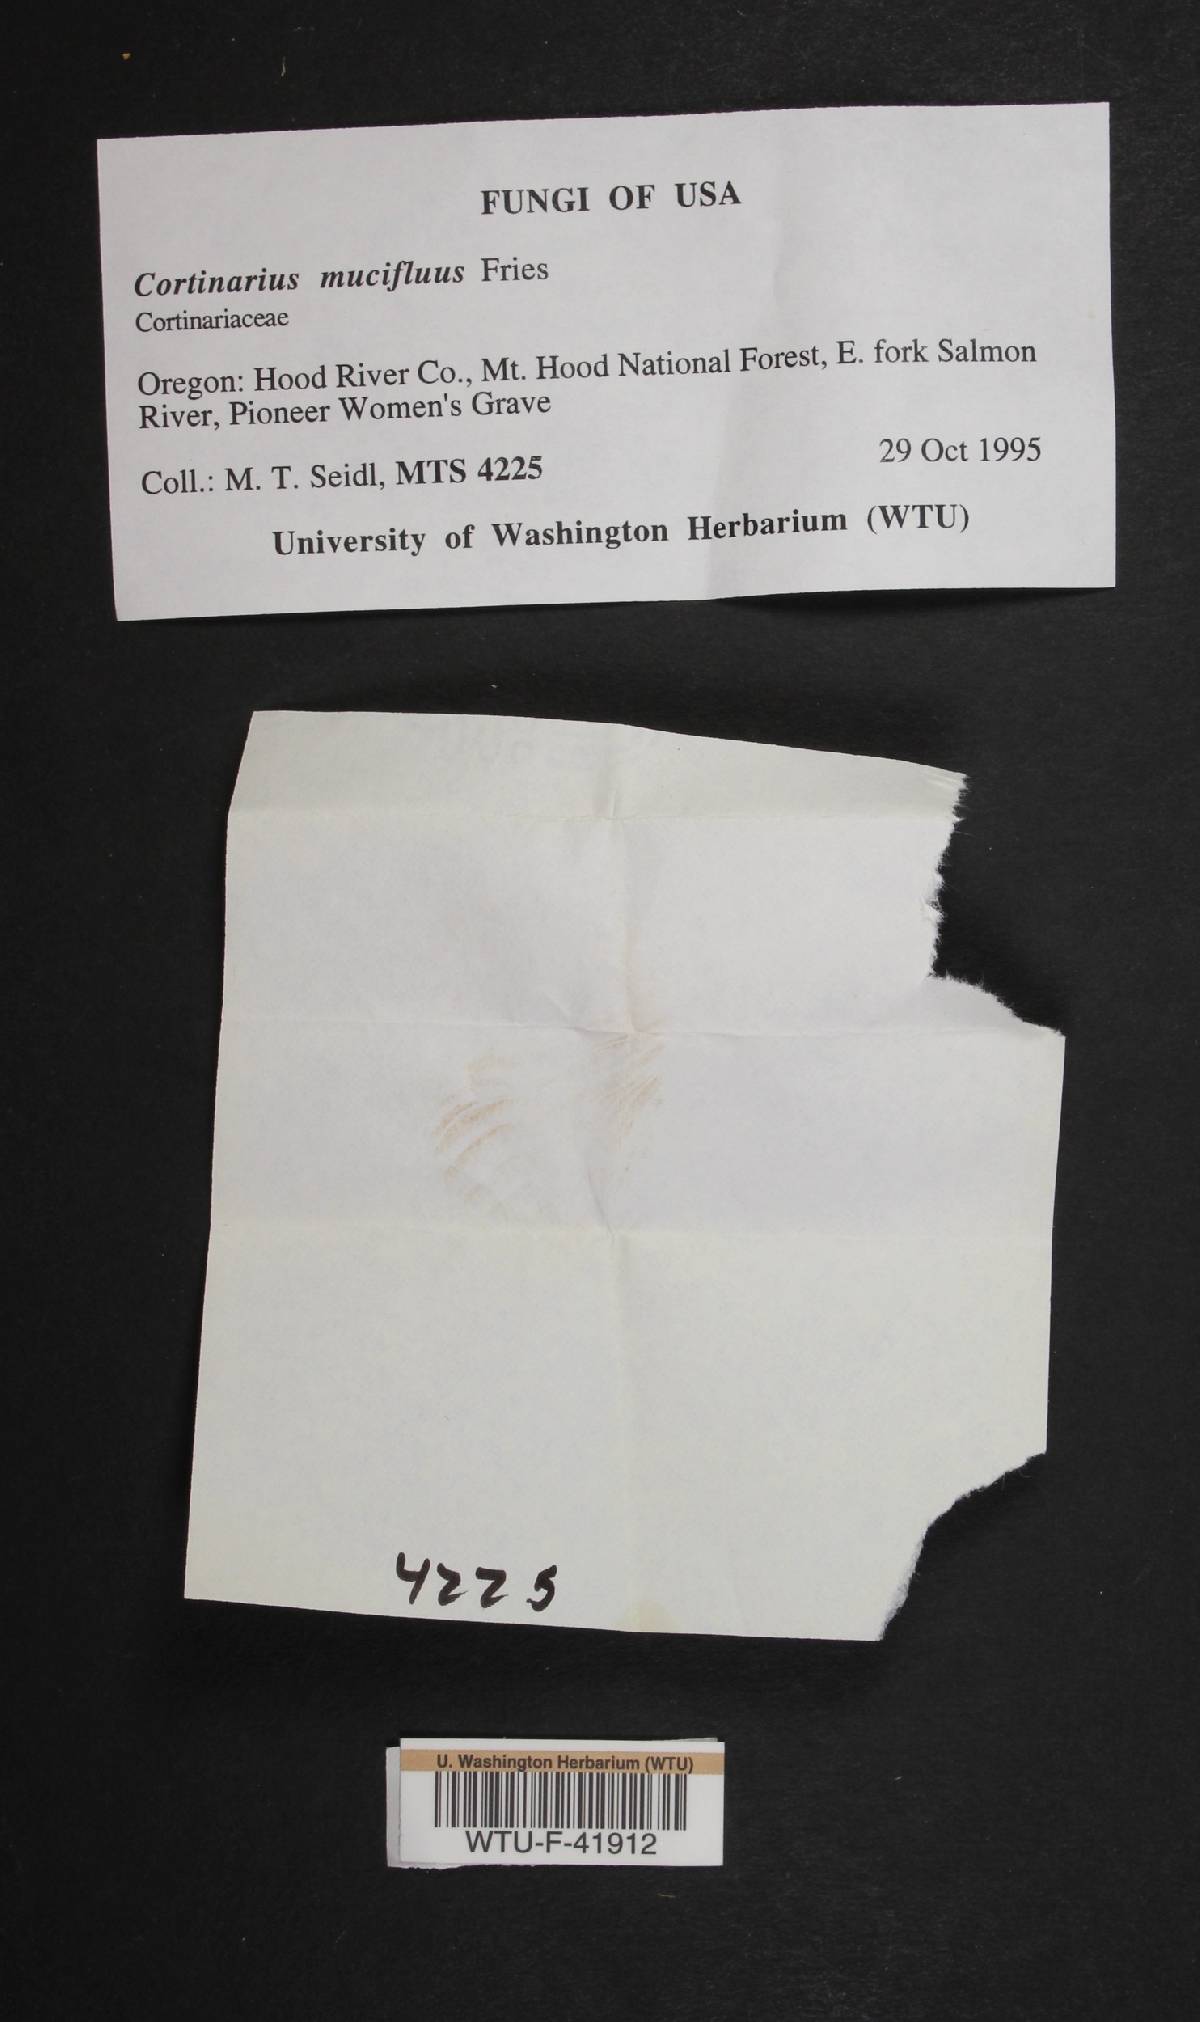 FUNGI OF USA
Cortinarius mucifluus Fries
Cortinariaceae
Oregon: Hood River Co., Mt. Hood National Forest, E. fork Salmon
River, Pioneer Women's Grave
Coll.: M. T. Seidl, MTS 4225 29 Oct 1995
University of Washington Herbarium (WTU)
4225
U. Washington Herbarium (WTU)
WTU-F-41912